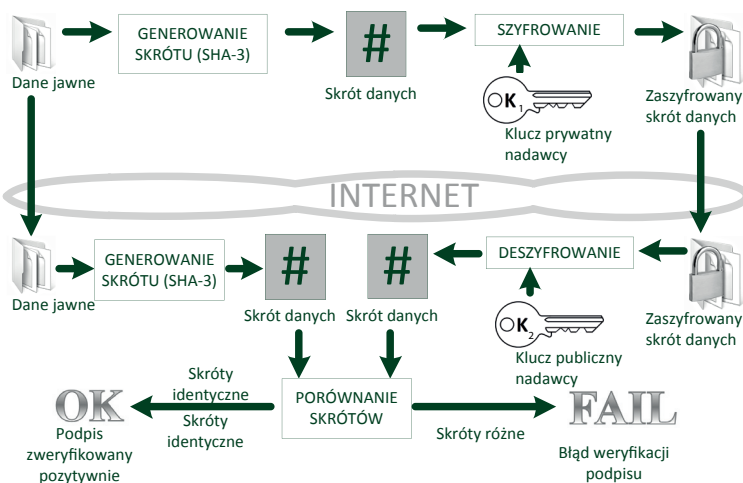 GENEROWANIE
SKRÓTU (SHA-3)
#
SZYFROWANIE
Dane jawne
Skrót danych
K1
Klucz prywatny
nadawcy
Zaszyfrowany
skrót danych
INTERNET
GENEROWANIE
SKRÓTU (SHA-3)
#
#
DESZYFROWANIE
Dane jawne
Skrót danych
Skrót danych
K2
Klucz publiczny
nadawcy
Zaszyfrowany
skrót danych
Skróty
identyczne
OK
Skróty
identyczne
PORÓWNANIE
SKRÓTÓW
Skróty różne
FAIL
Podpis
zweryfikowany
pozytywnie
Błąd weryfikacji
podpisu